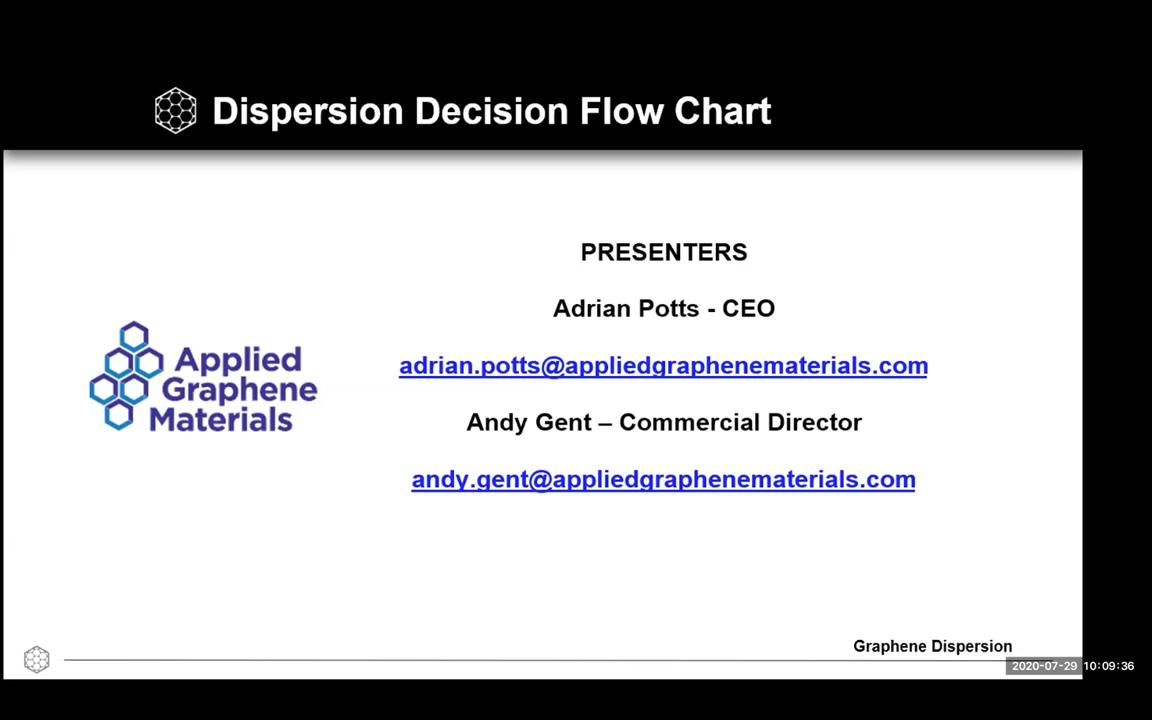 Dispersion Decision Flow Chart
PRESENTERS
Adrian Potts - CEO
adrian.potts@appliedgraphenematerials.com
Andy Gent – Commercial Director
andy.gent@appliedgraphenematerials.com
Applied
Graphene
Materials
Graphene Dispersion
2020-07-29 10:09:36